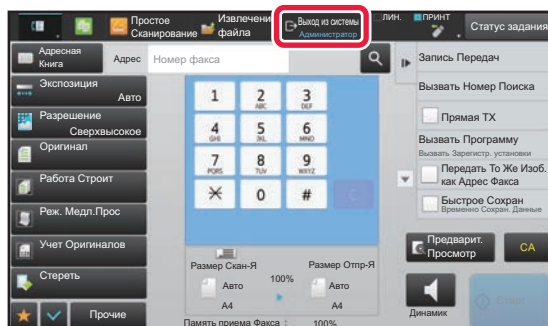 Простое
Сканирование
Извлечени
файла
Выход из системы
Администратор
ЛИН.
ПРИНТ
Статус задания
Адресная
Книга
Адрес
Номер факса
Запись Передач
Экспозиция
Авто
Вызвать Номер Поиска
Разрешение
Сверхвысокое
Прямая TX
Оригинал
Вызвать Программу
Вызвать Зарегистр. установки
Работа Строит
Передать То Же Изоб.
как Адрес Факса
Реж. Медл.Прос
Быстрое Сохран
Временно Сохран. Данные
Учет Оригиналов
Стереть
Прочие
1 2 3
ABC DEF
4 5 6
GHI JKL MNO
7 8 9
PQRS TUV WXYZ
0 #
C
Размер Скан-Я
Размер Отпр-Я
100%
Авто
Авто
A4
A4
Память приема Факса : 100%
Предварит.
Просмотр
CA
Динамик
Старт